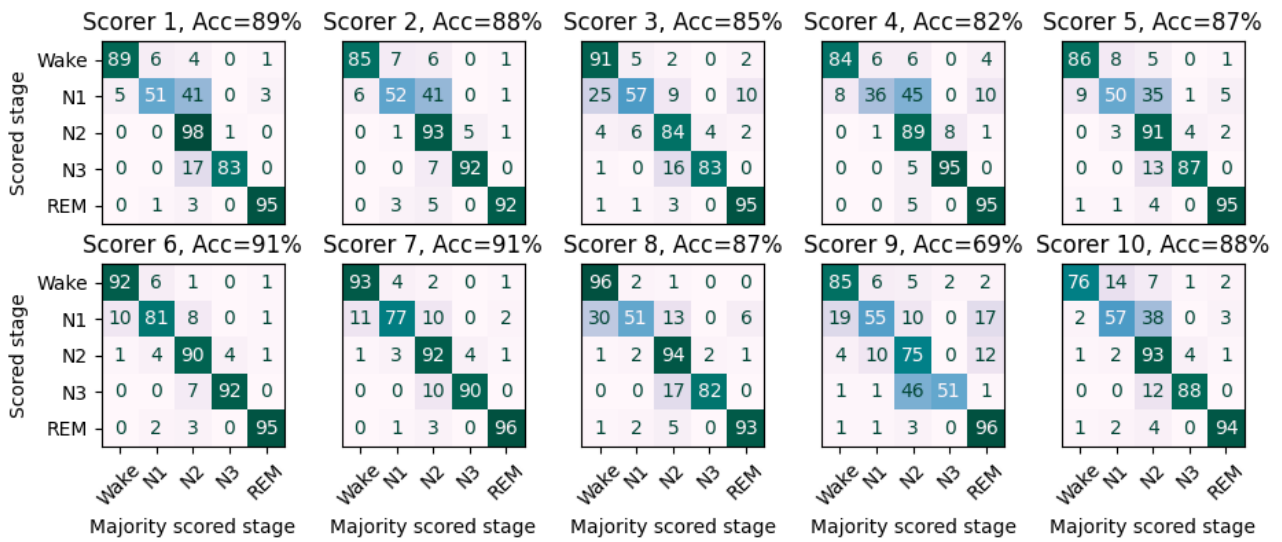 Scorer 1, Acc=89% Scorer 2, Acc=88% Scorer 3, Acc=85% Scorer 4, Acc=82% Scorer 5, Acc=87%
Wake 89 6 4 0 1 85 7 6 0 1 91 5 2 0 2 84 6 6 0 4 86 8 5 0 1
N1 5 51 41 0 3 6 52 41 0 1 25 57 9 0 10 8 36 45 0 10 9 50 35 1 5
N2 0 0 98 1 0 0 1 93 5 1 4 6 84 4 2 0 1 89 8 1 0 3 91 4 2
N3 0 0 17 83 0 0 0 7 92 0 1 0 16 83 0 0 0 5 95 0 0 0 13 87 0
REM 0 1 3 0 95 0 3 5 0 92 1 1 3 0 95 0 0 5 0 95 1 1 4 0 95
Scored stage
Scorer 6, Acc=91% Scorer 7, Acc=91% Scorer 8, Acc=87% Scorer 9, Acc=69% Scorer 10, Acc=88%
Wake 92 6 1 0 1 93 4 2 0 1 96 2 1 0 0 85 6 5 2 2 76 14 7 1 2
N1 10 81 8 0 1 11 77 10 0 2 30 51 13 0 6 19 55 10 0 17 2 57 38 0 3
N2 1 4 90 4 1 1 3 92 4 1 1 2 94 2 1 4 10 75 0 12 1 2 93 4 1
N3 0 0 7 92 0 0 0 10 90 0 0 0 17 82 0 1 1 46 51 1 0 0 12 88 0
REM 0 2 3 0 95 0 1 3 0 96 1 2 5 0 93 1 1 3 0 96 1 2 4 0 94
Scored stage
Wake N1 N2 N3 REM Wake N1 N2 N3 REM Wake N1 N2 N3 REM Wake N1 N2 N3 REM Wake N1 N2 N3 REM
Majority scored stage Majority scored stage Majority scored stage Majority scored stage Majority scored stage